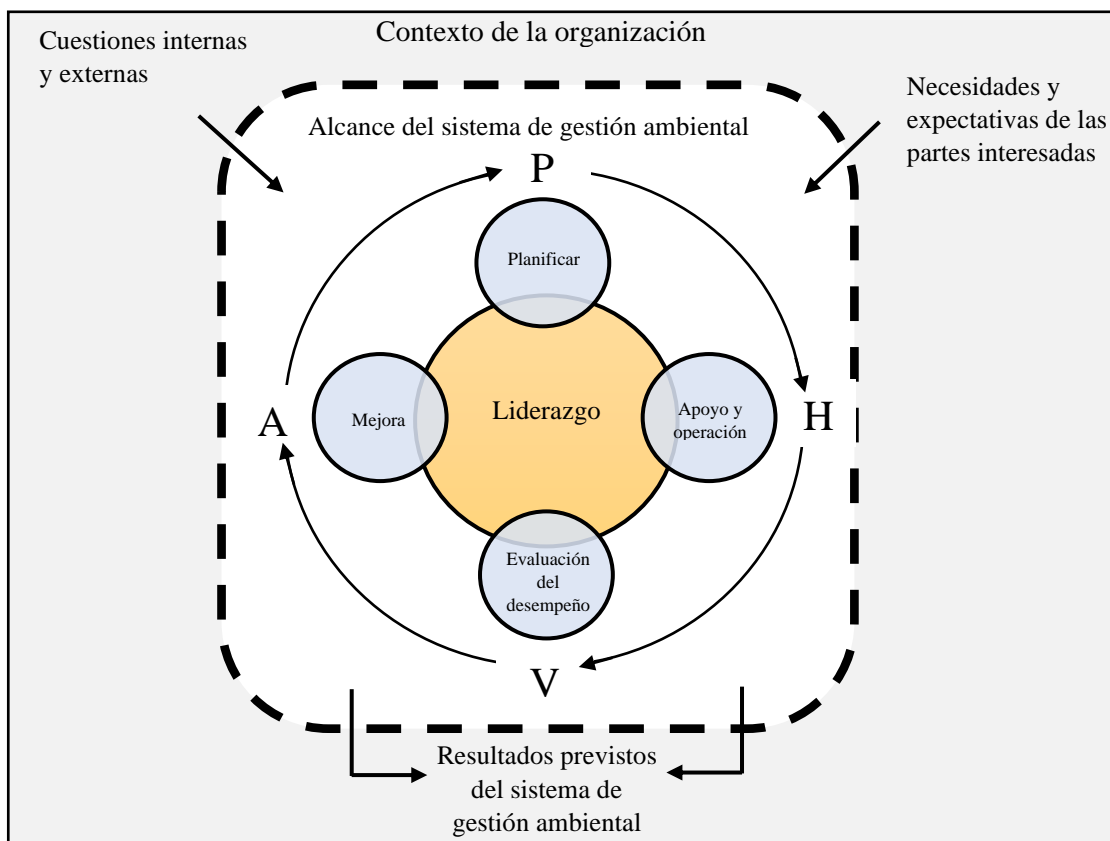 Contexto de la organización
Cuestiones internas
y externas
Necesidades y
expectativas de las
partes interesadas
Alcance del sistema de gestión ambiental
P
Planificar
A
Mejora
Liderazgo
Apoyo y
operación
H
Evaluación
del
desempeño
V
Resultados previstos
del sistema de
gestión ambiental